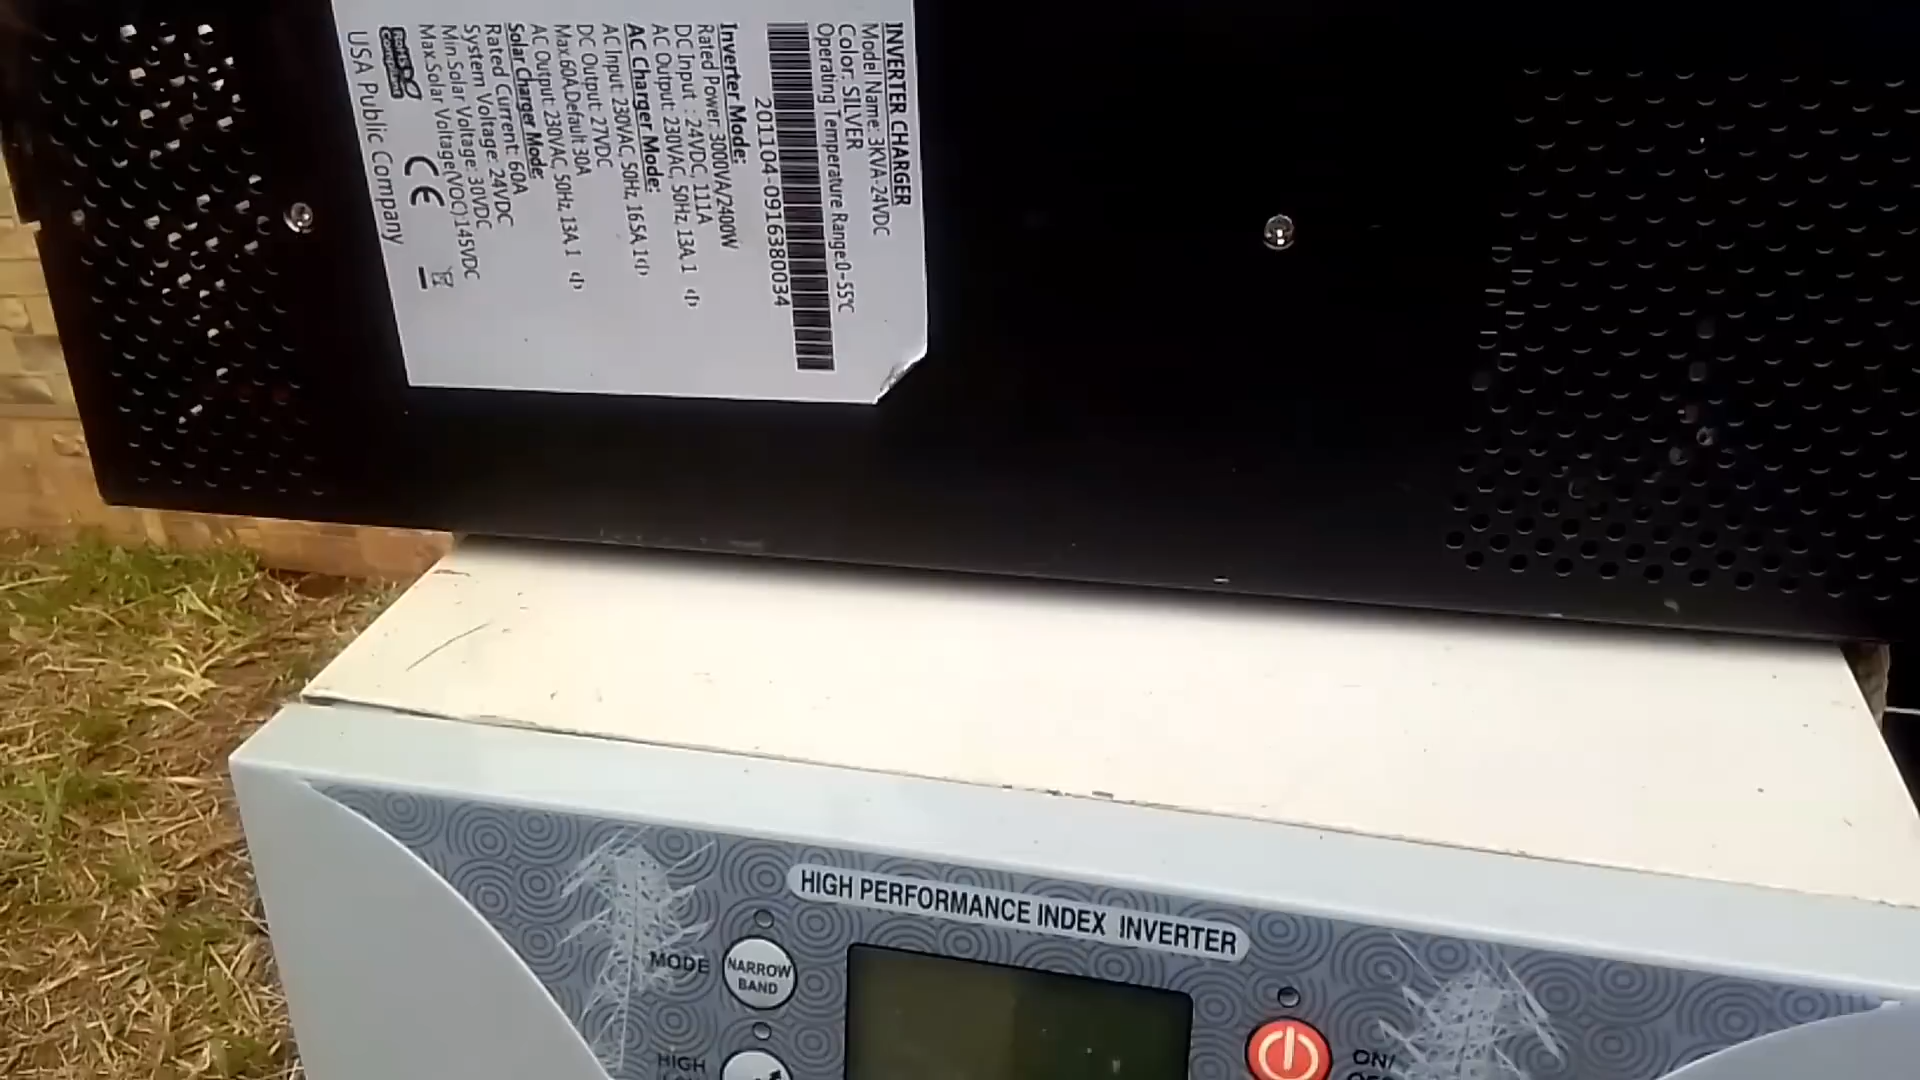 INVERTER CHARGER
Model Name: 3KVA-24VDC
Color: SILVER
Operating Temperature Range:0-55℃
201104-0916380034
Inverter Mode:
Rated Power: 3000VA/2400W
DC Input : 24VDC, 111A
AC Output: 230VAC, 50Hz, 13A,1 ф
AC Charger Mode:
AC Input: 230VAC, 50Hz, 16.5A, 1ф
DC Output: 27VDC
Max.60A,Default 30A
AC Output: 230VAC, 50Hz, 13A, 1 ф
Solar Charger Mode:
Rated Current: 60A
System Voltage: 24VDC
Min.Solar Voltage: 30VDC
Max.Solar Voltage(VOC)145VDC
RoHS
Compliant
CE
USA Public Company
HIGH PERFORMANCE INDEX INVERTER
MODE
NARROW
BAND
HIGH
ON/